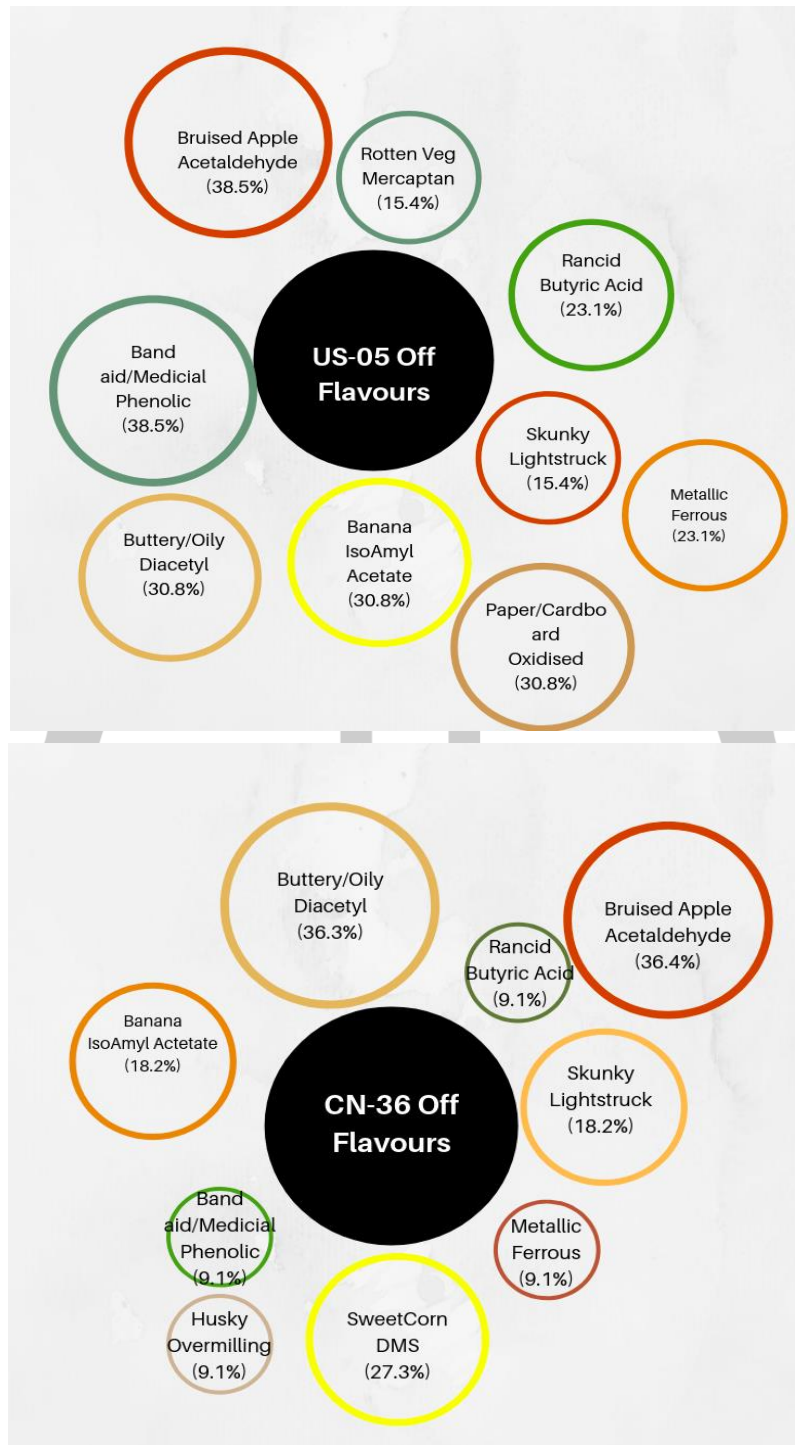 Bruised Apple
Acetaldehyde
(38.5%)
Rotten Veg
Mercaptan
(15.4%)
Rancid
Butyric Acid
(23.1%)
US-05 Off
Flavours
Band
aid/Medicial
Phenolic
(38.5%)
Skunky
Lightstruck
(15.4%)
Metallic
Ferrous
(23.1%)
Buttery/Oily
Diacetyl
(30.8%)
Banana
IsoAmyl
Acetate
(30.8%)
Paper/Cardbo
ard
Oxidised
(30.8%)
Buttery/Oily
Diacetyl
(36.3%)
Bruised Apple
Acetaldehyde
(36.4%)
Rancid
Butyric Acid
(9.1%)
Banana
IsoAmyl Actetate
(18.2%)
CN-36 Off
Flavours
Skunky
Lightstruck
(18.2%)
Band
aid/Medicial
Phenolic
(9.1%)
Metallic
Ferrous
(9.1%)
Husky
Overmilling
(9.1%)
SweetCorn
DMS
(27.3%)